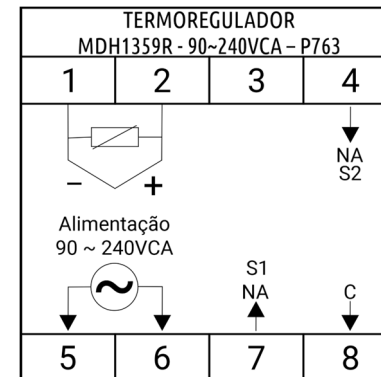 TERMOREGULADOR
MDH1359R - 90~240VCA – P763
1 2 3 4
NA
S2
– +
Alimentação
90 ~ 240VCA
S1
NA C
5 6 7 8